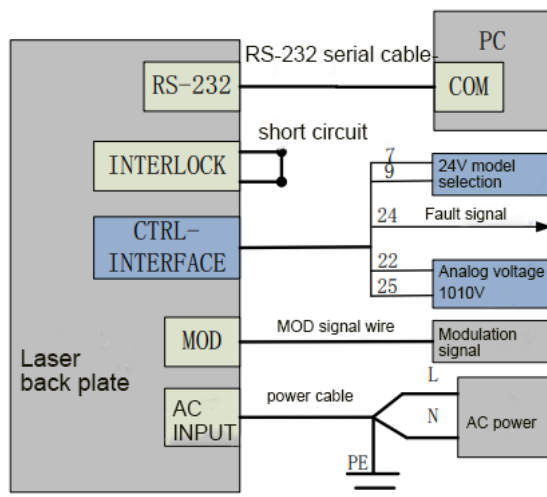 PC
RS-232 serial cable-
RS-232
COM
short circuit
INTERLOCK
7
9
24V model
selection
CTRL-
INTERFACE
24
Fault signal
22
25
Analog voltage
1010V
MOD
MOD signal wire
Modulation
signal
Laser
back plate
AC
INPUT
power cable
L
N
AC power
PE